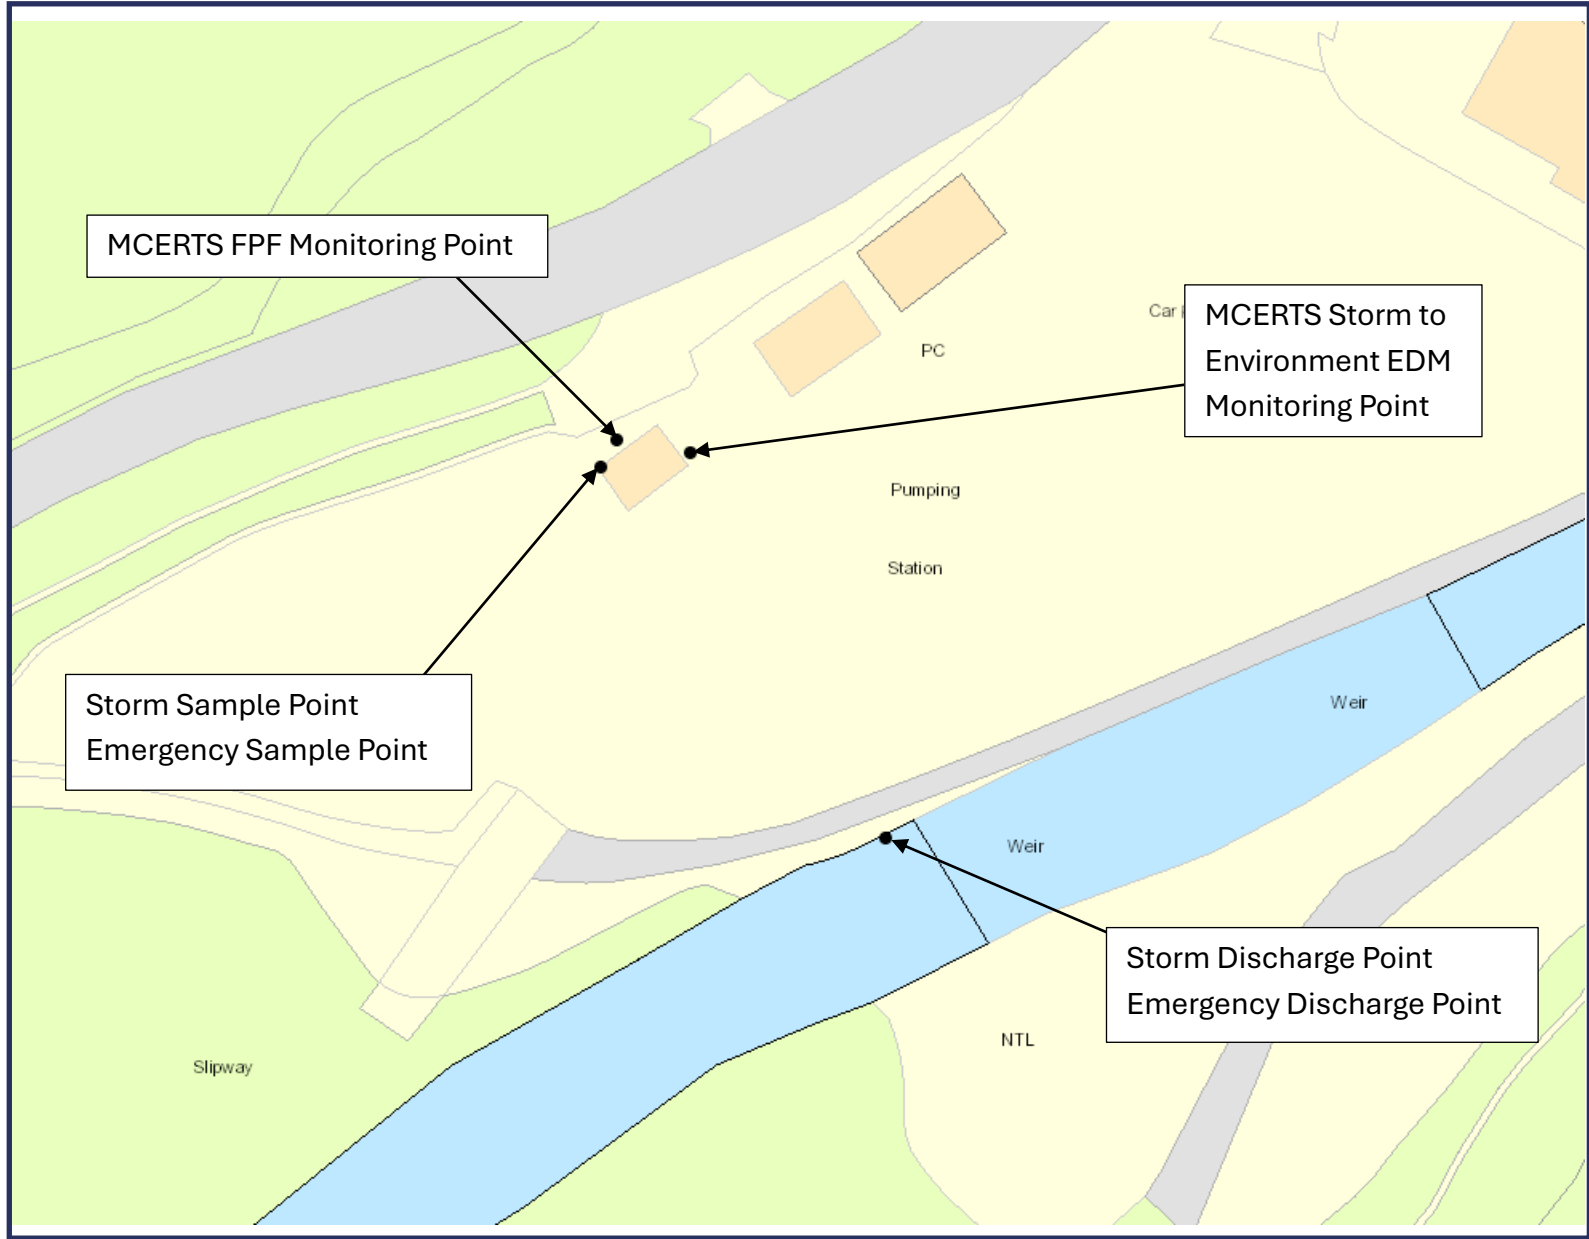 MCERTS FPF Monitoring Point
Car
MCERTS Storm to
Environment EDM
Monitoring Point
PC
Pumping
Station
Storm Sample Point
Emergency Sample Point
Weir
Weir
Storm Discharge Point
Emergency Discharge Point
NTL
Slipway